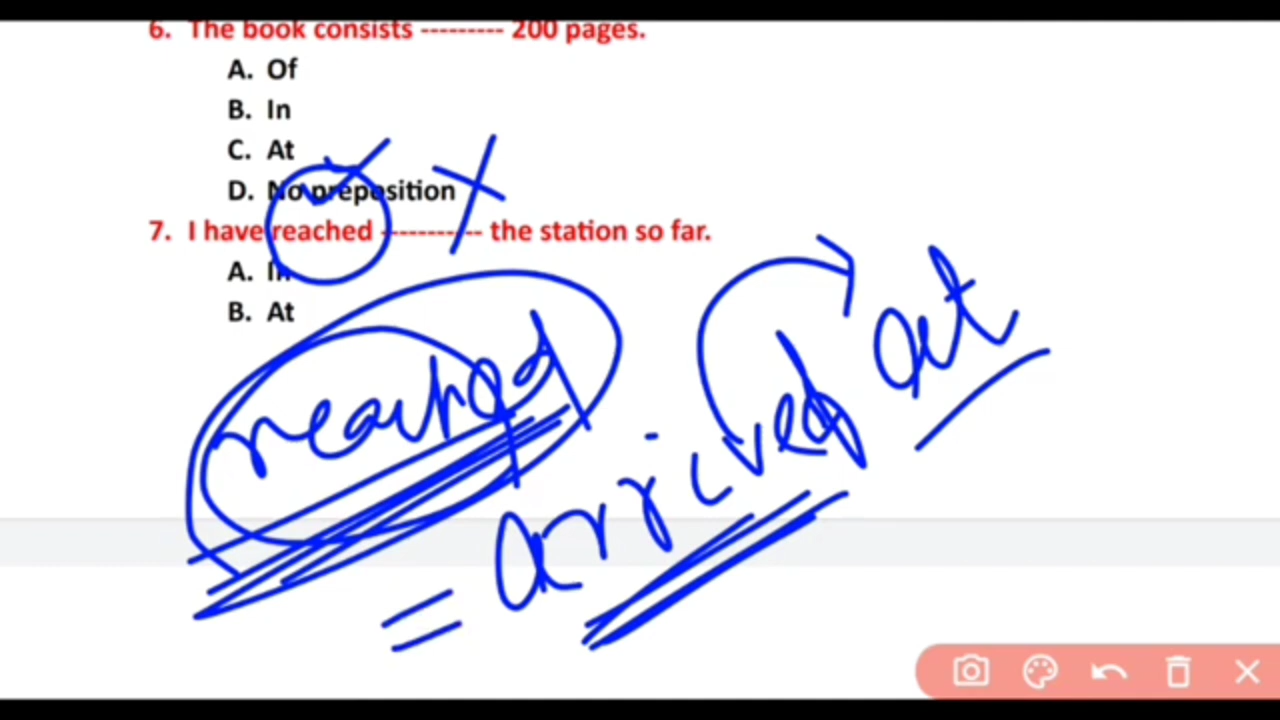 6. The book consists --------- 200 pages.
A. Of
B. In
C. At
D. No preposition
7. I have reached ----------- the station so far.
A. In
B. At
reached
= arrived at